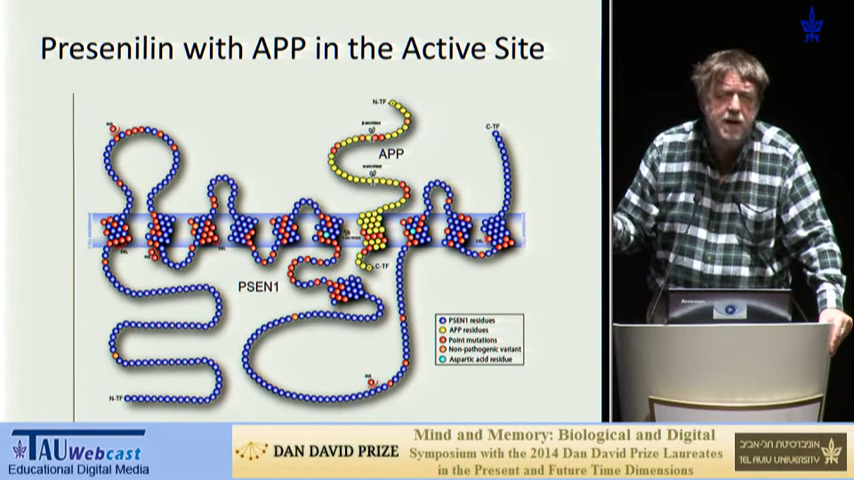 Presenilin with APP in the Active Site
N-TF
C-TF
APP
C-TF
PSEN1
PSEN1 residues
APP residues
Point mutations
Non-pathogenic variant
Aspartic acid residue
N-TF
TAU Webcast
Educational Digital Media
DAN DAVID PRIZE
Mind and Memory: Biological and Digital
Symposium with the 2014 Dan David Prize Laureates
in the Present and Future Time Dimensions
אוניברסיטת תל-אביב
TEL AVIV UNIVERSITY